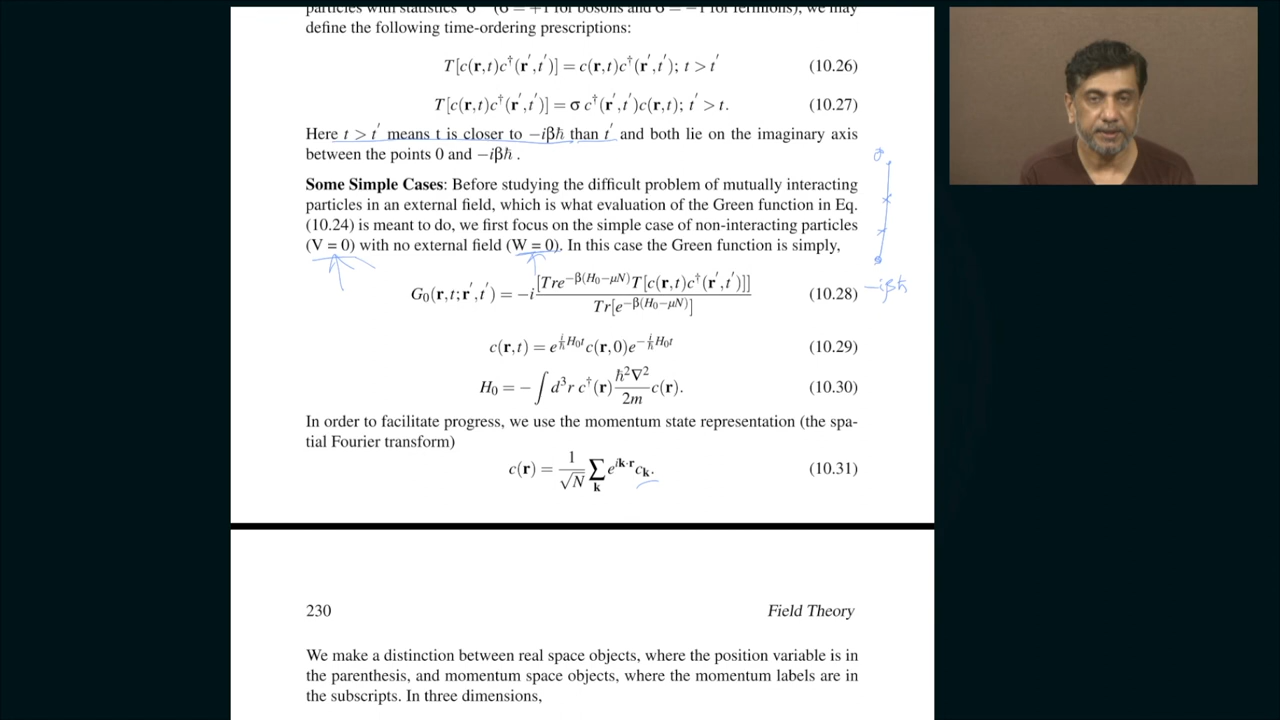 particles with statistics σ (σ = +1 for bosons and σ = −1 for fermions), we may
define the following time-ordering prescriptions:
T[c(r,t)c†(r′,t′)] = c(r,t)c†(r′,t′); t > t′ (10.26)
T[c(r,t)c†(r′,t′)] = σ c†(r′,t′)c(r,t); t′ > t. (10.27)
Here t > t′ means t is closer to −iβℏ than t′ and both lie on the imaginary axis
between the points 0 and −iβℏ .
Some Simple Cases: Before studying the difficult problem of mutually interacting
particles in an external field, which is what evaluation of the Green function in Eq.
(10.24) is meant to do, we first focus on the simple case of non-interacting particles
(V = 0) with no external field (W = 0). In this case the Green function is simply,
G₀(r,t;r′,t′) = −i [Tre^{−β(H₀−μN)}T[c(r,t)c†(r′,t′)]] / Tr[e^{−β(H₀−μN)}] (10.28)
−iβℏ
c(r,t) = e^{i/ℏ H₀t}c(r,0)e^{−i/ℏ H₀t} (10.29)
H₀ = − ∫ d³r c†(r) ℏ²∇²/2m c(r). (10.30)
In order to facilitate progress, we use the momentum state representation (the spa-
tial Fourier transform)
c(r) = 1/√N ∑_k e^{ik·r}c_k. (10.31)
230 Field Theory
We make a distinction between real space objects, where the position variable is in
the parenthesis, and momentum space objects, where the momentum labels are in
the subscripts. In three dimensions,